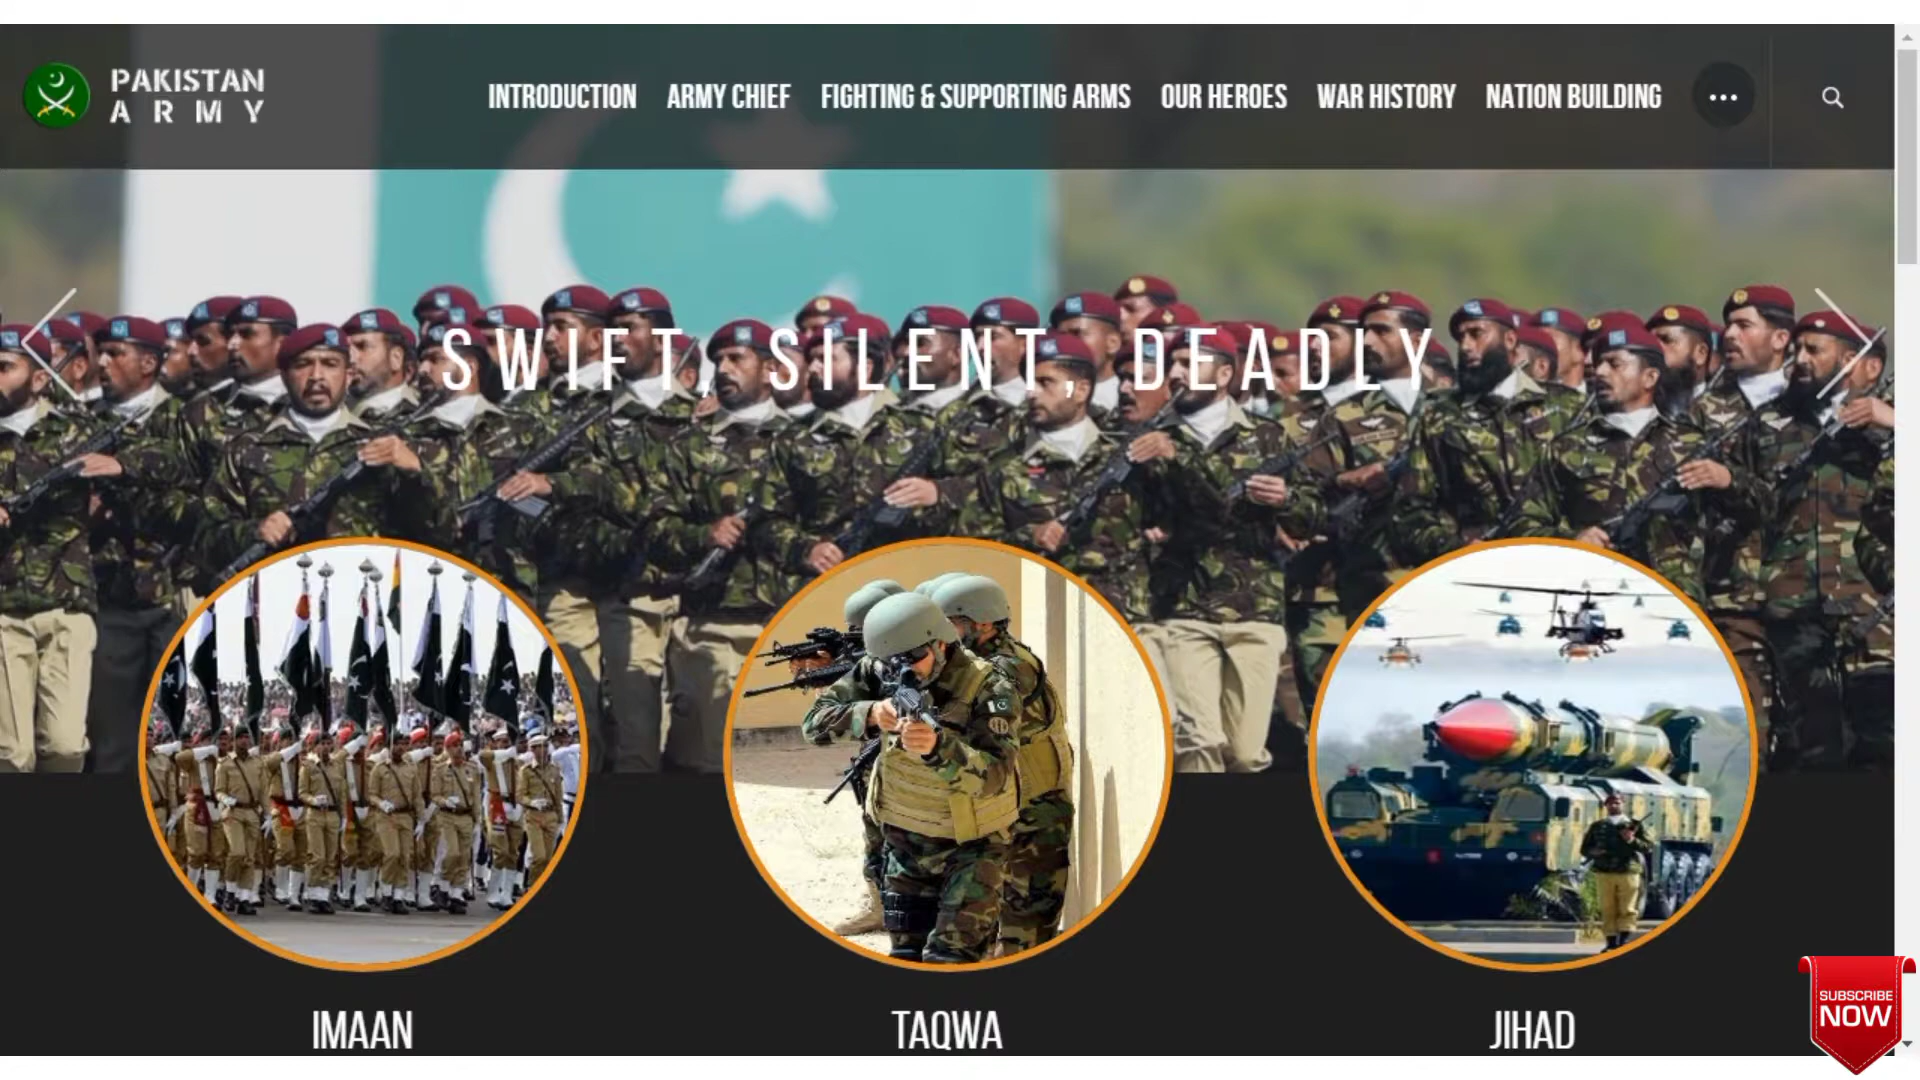 PAKISTAN
ARMY
INTRODUCTION
ARMY CHIEF
FIGHTING & SUPPORTING ARMS
OUR HEROES
WAR HISTORY
NATION BUILDING
SWIFT, SILENT, DEADLY
IMAAN
TAQWA
JIHAD
SUBSCRIBE
NOW